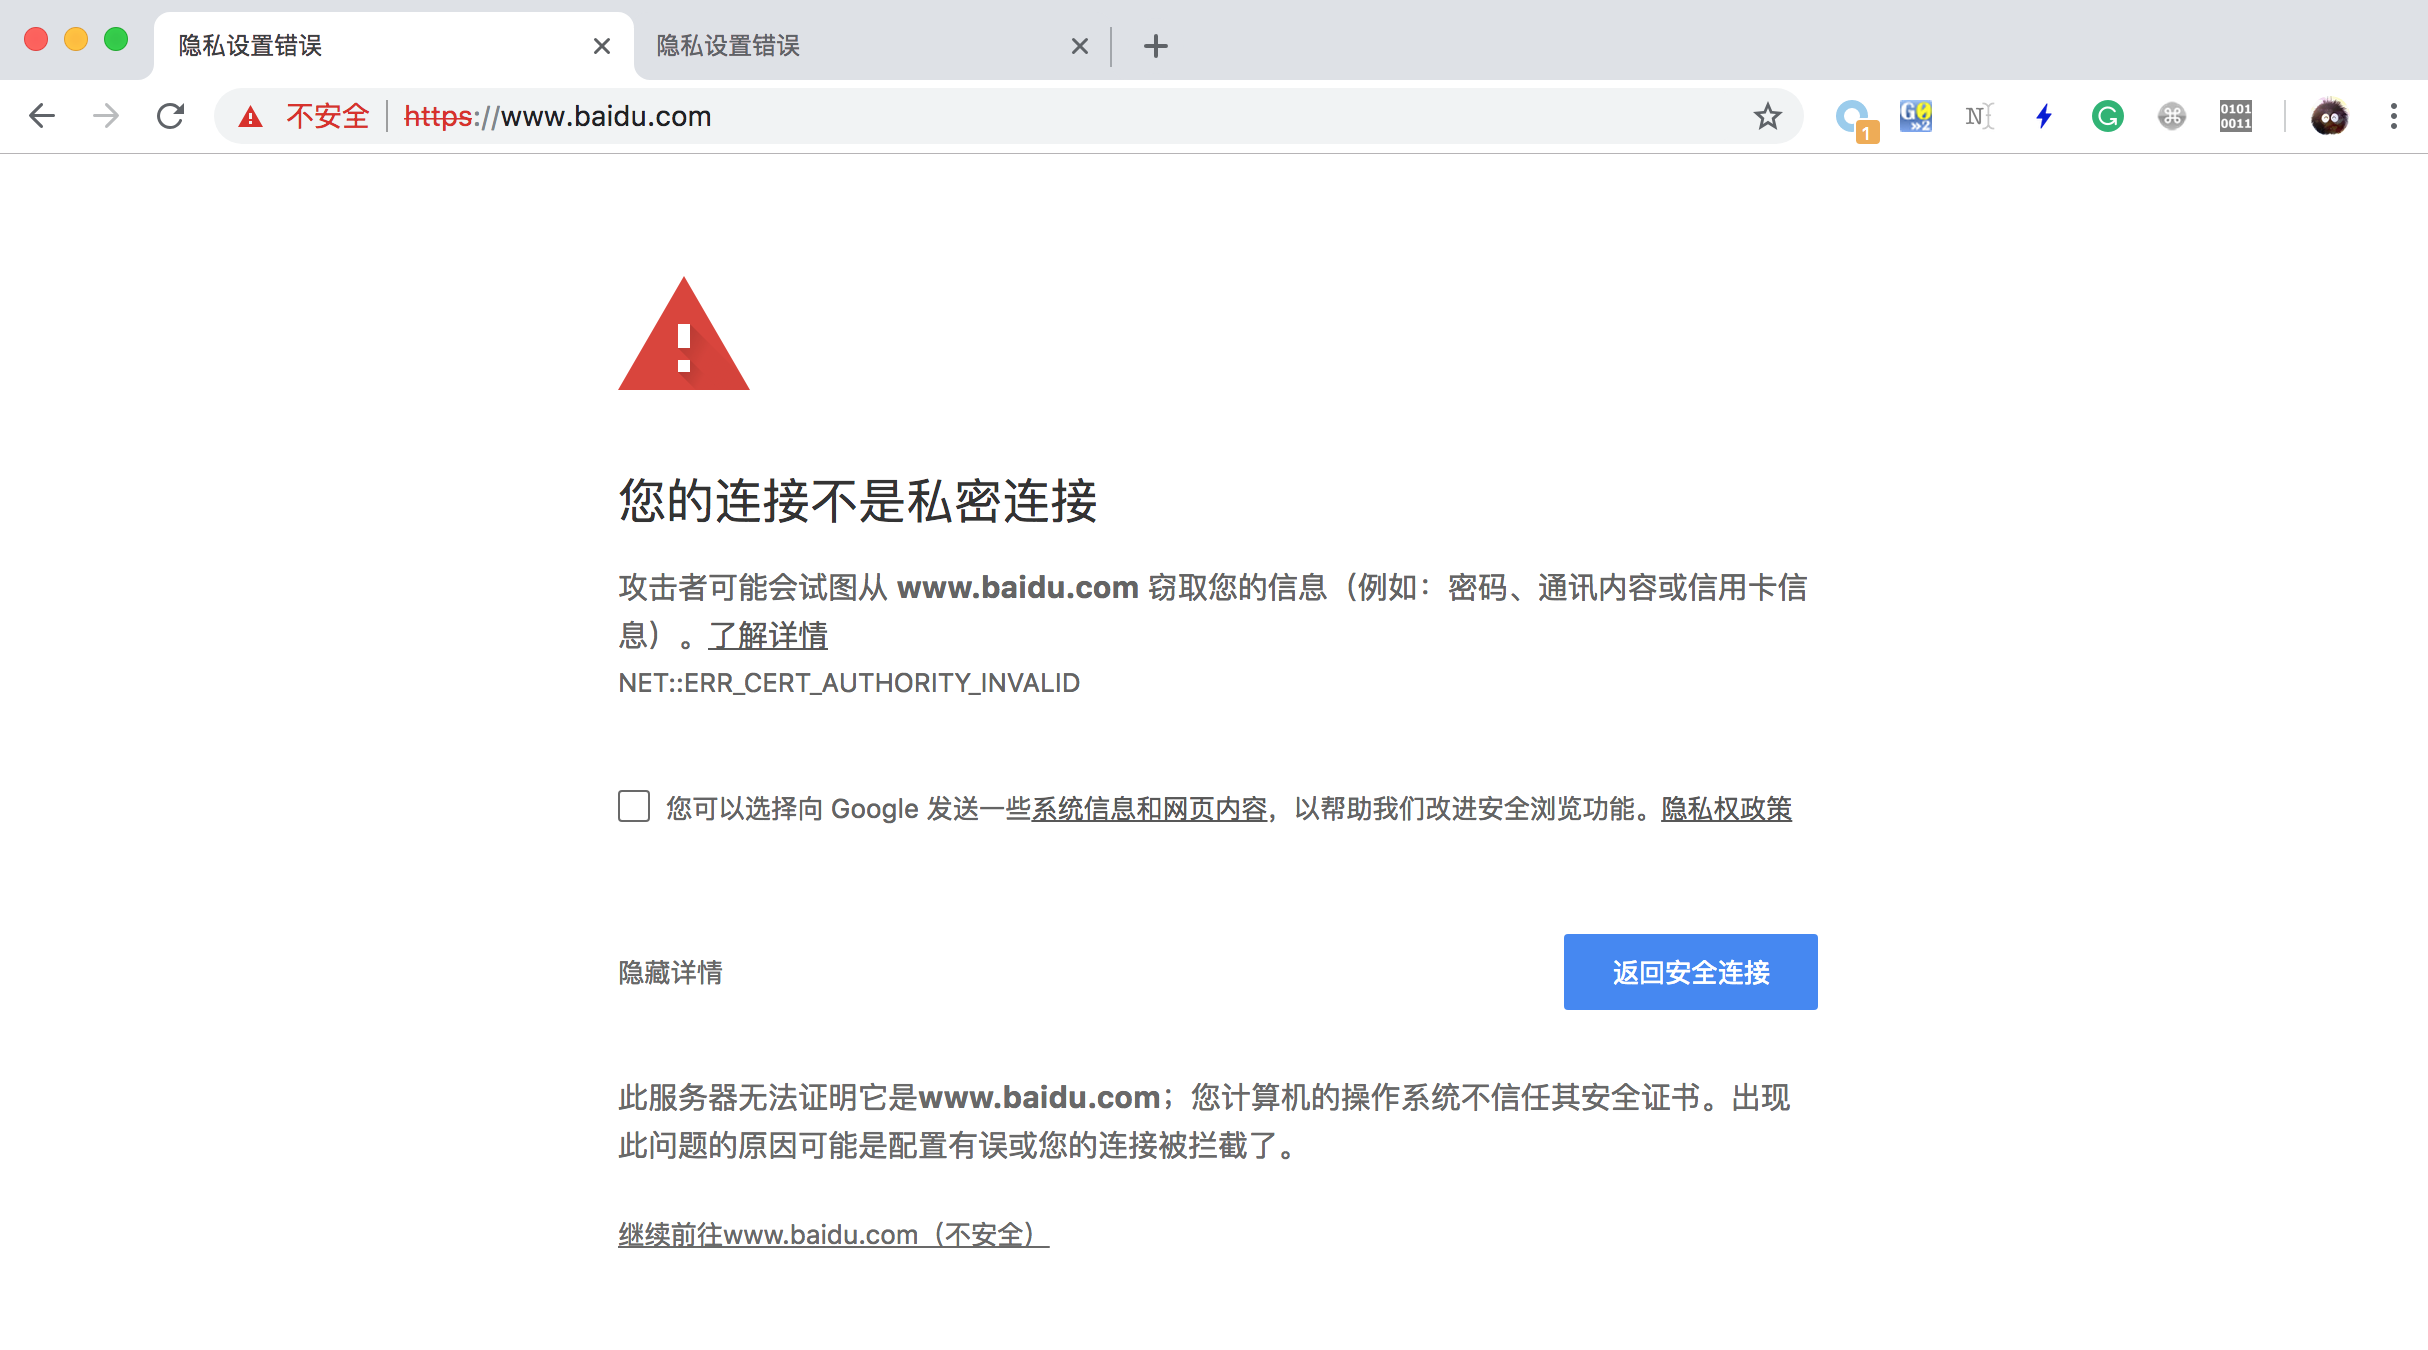 隐私设置错误
隐私设置错误
不安全 https://www.baidu.com
1
GO »2
N
G
⌘
0101
0011
您的连接不是私密连接
攻击者可能会试图从 www.baidu.com 窃取您的信息（例如：密码、通讯内容或信用卡信
息）。了解详情
NET::ERR_CERT_AUTHORITY_INVALID
您可以选择向 Google 发送一些系统信息和网页内容，以帮助我们改进安全浏览功能。隐私权政策
隐藏详情
返回安全连接
此服务器无法证明它是www.baidu.com；您计算机的操作系统不信任其安全证书。出现
此问题的原因可能是配置有误或您的连接被拦截了。
继续前往www.baidu.com（不安全）